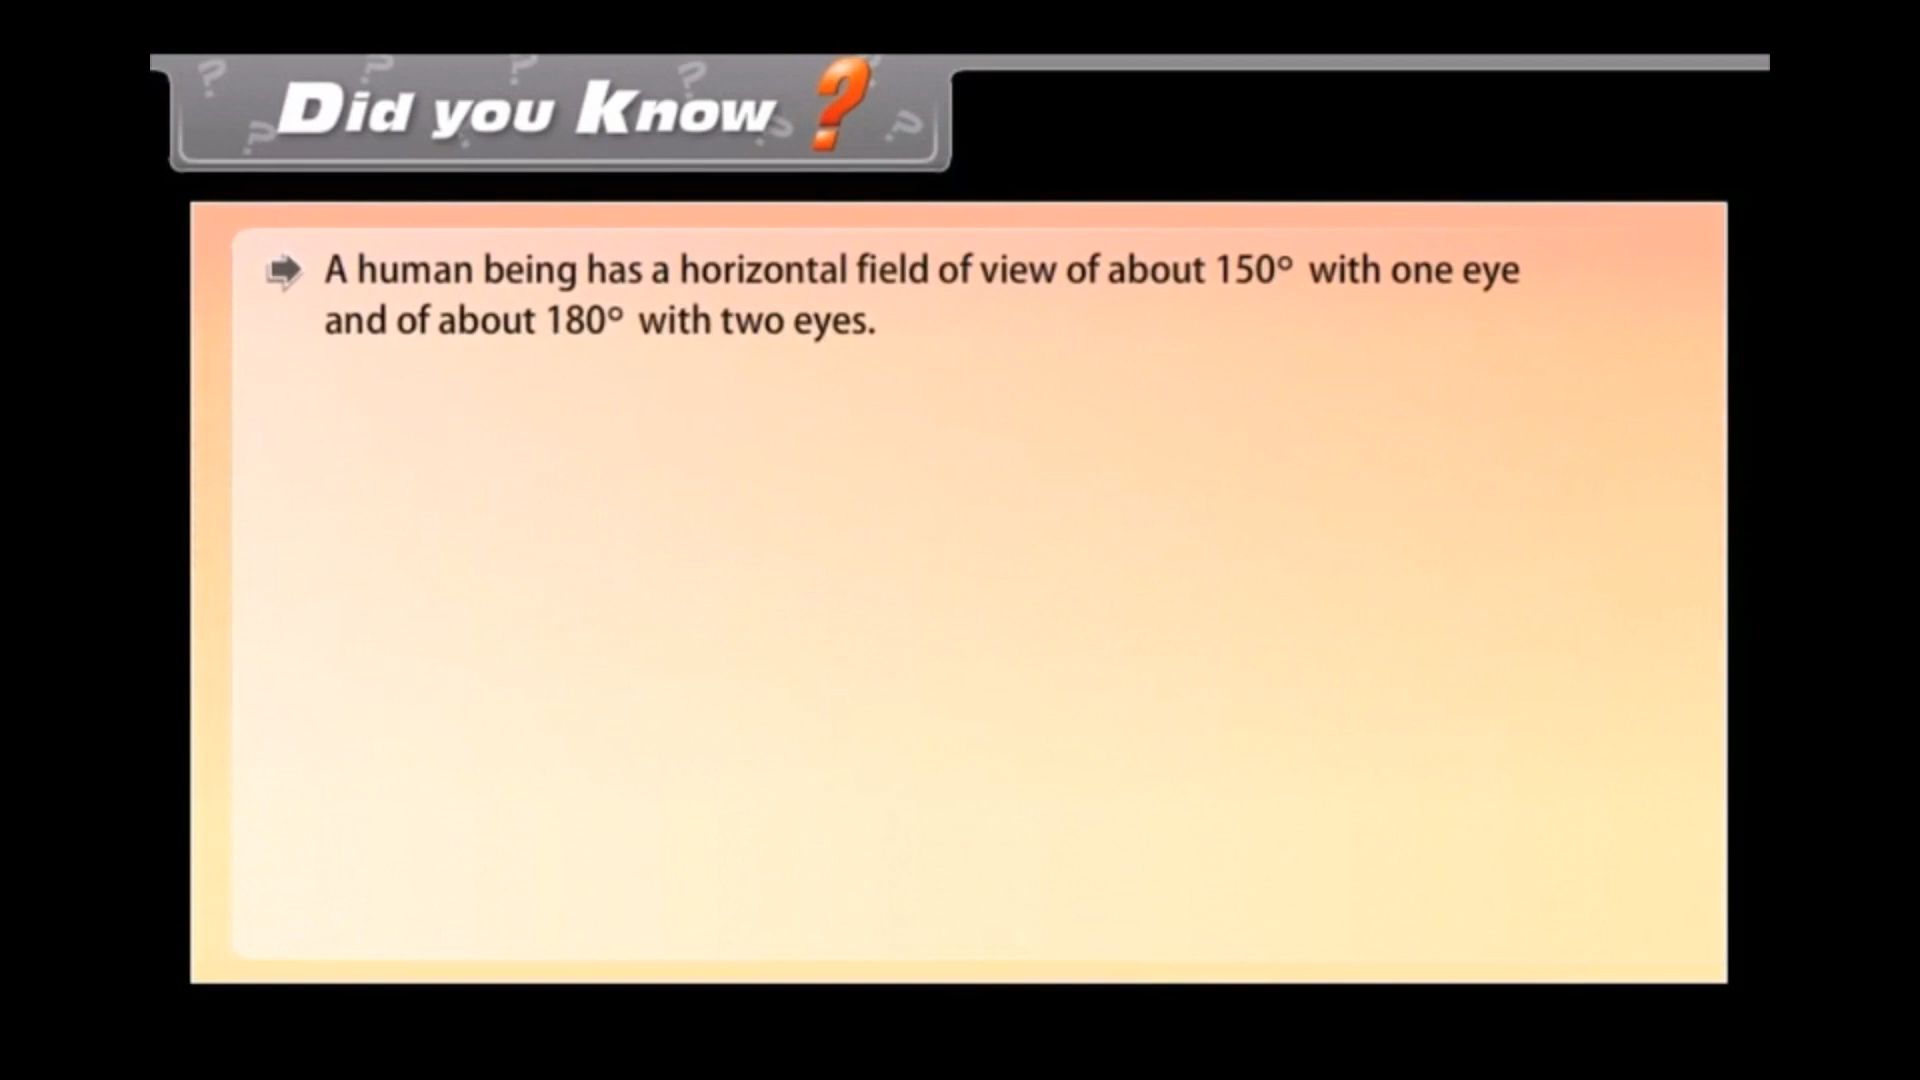 Did you Know ?
A human being has a horizontal field of view of about 150° with one eye
and of about 180° with two eyes.